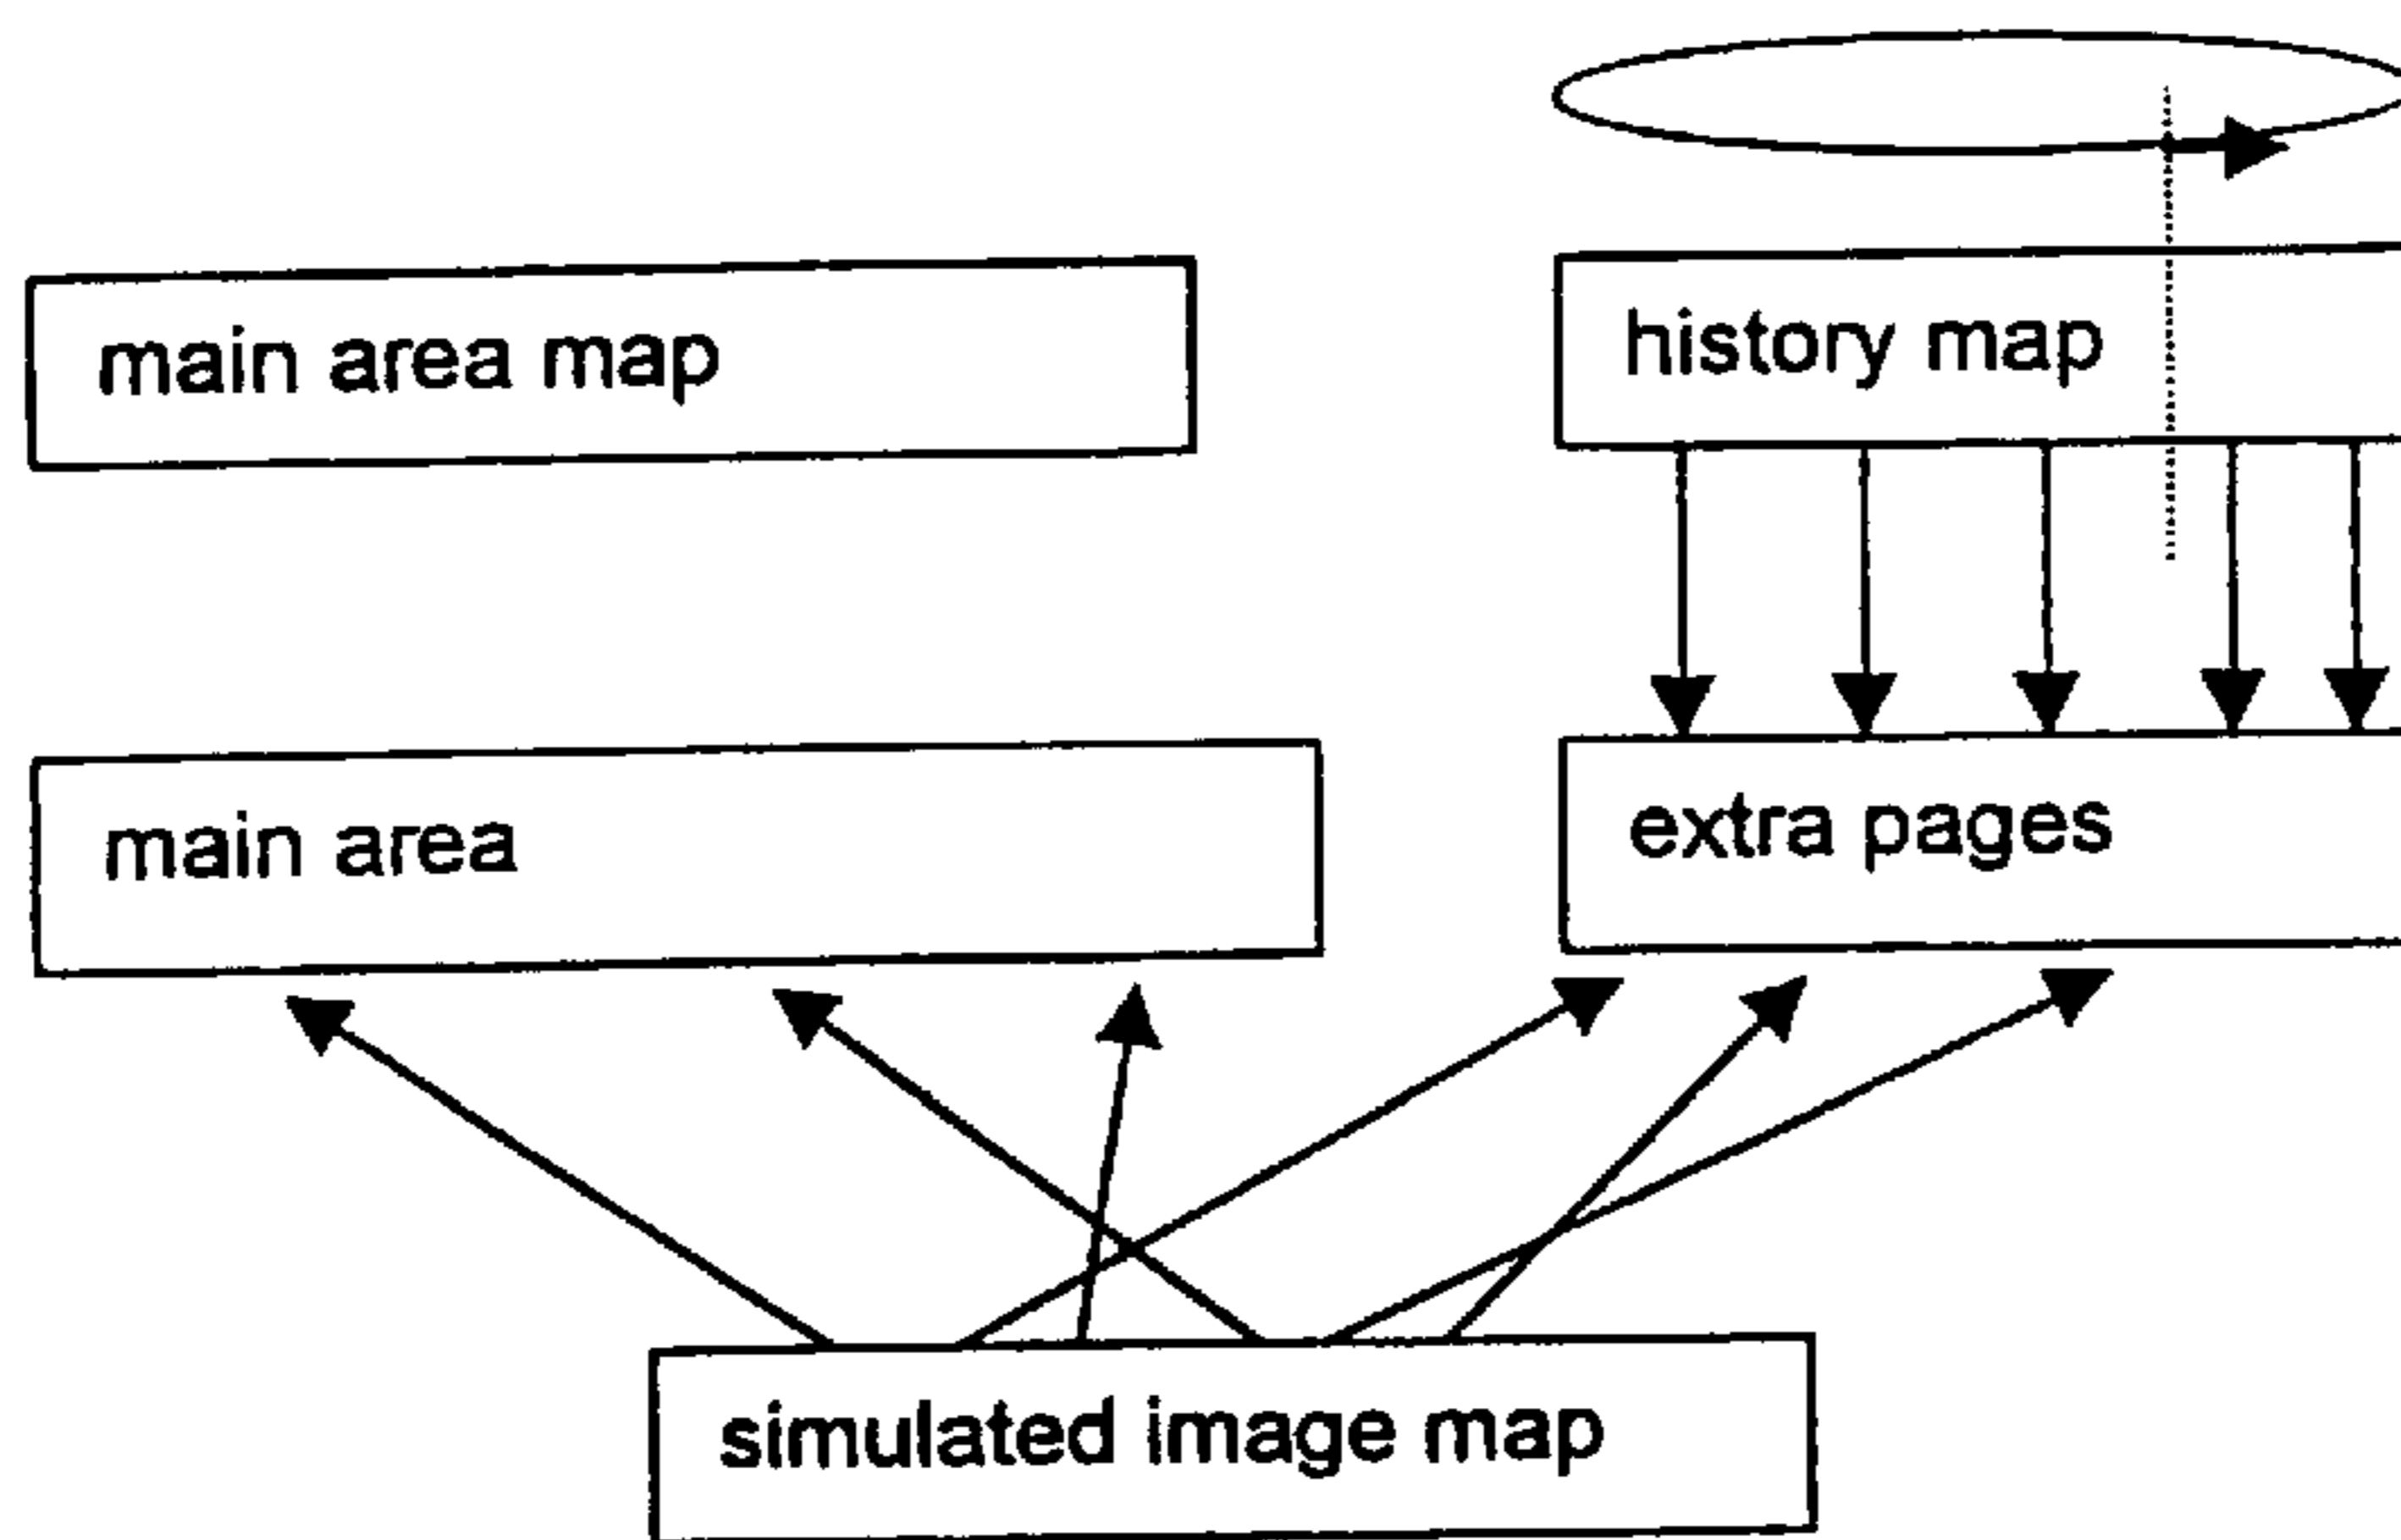 main area map
history map
main area
extra pages
simulated image map